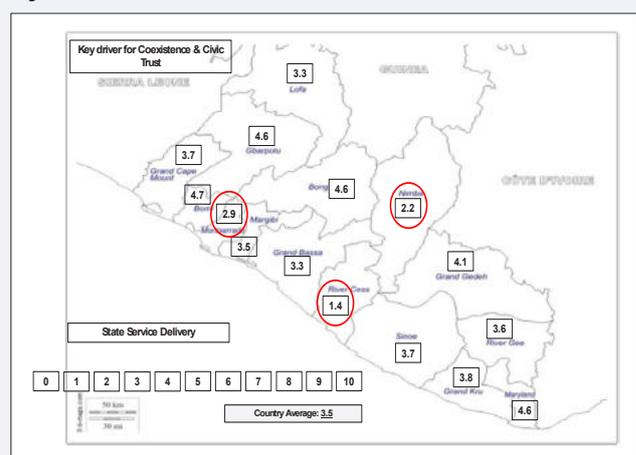 Key driver for Coexistence & Civic
Trust
SIERRA LEONE
GUINEA
3.3
Lofa
4.6
Gbarpolu
3.7
Grand Cape
Mount
CÔTE D'IVOIRE
Bong
4.6
Nimba
2.2
4.7
Bomi
2.9
Margibi
Montserrado
3.5
Grand Bassa
3.3
4.1
Grand Gedeh
River Cess
1.4
State Service Delivery
Sinoe
3.7
3.6
River Gee
3.8
Grand Kru
Maryland
4.6
0 1 2 3 4 5 6 7 8 9 10
50 km
30 mi
Country Average: 3.5
d-maps.com